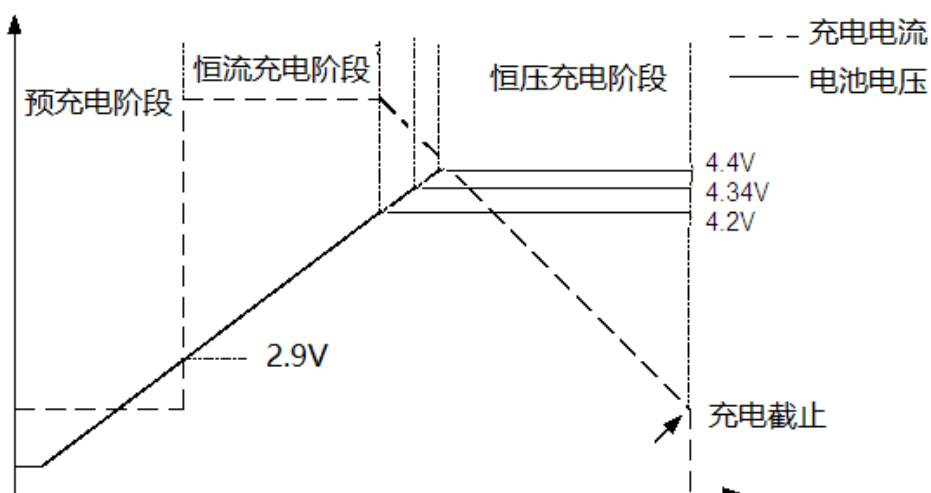 充电电流
电池电压
预充电阶段
恒流充电阶段
恒压充电阶段
4.4V
4.34V
4.2V
2.9V
充电截止